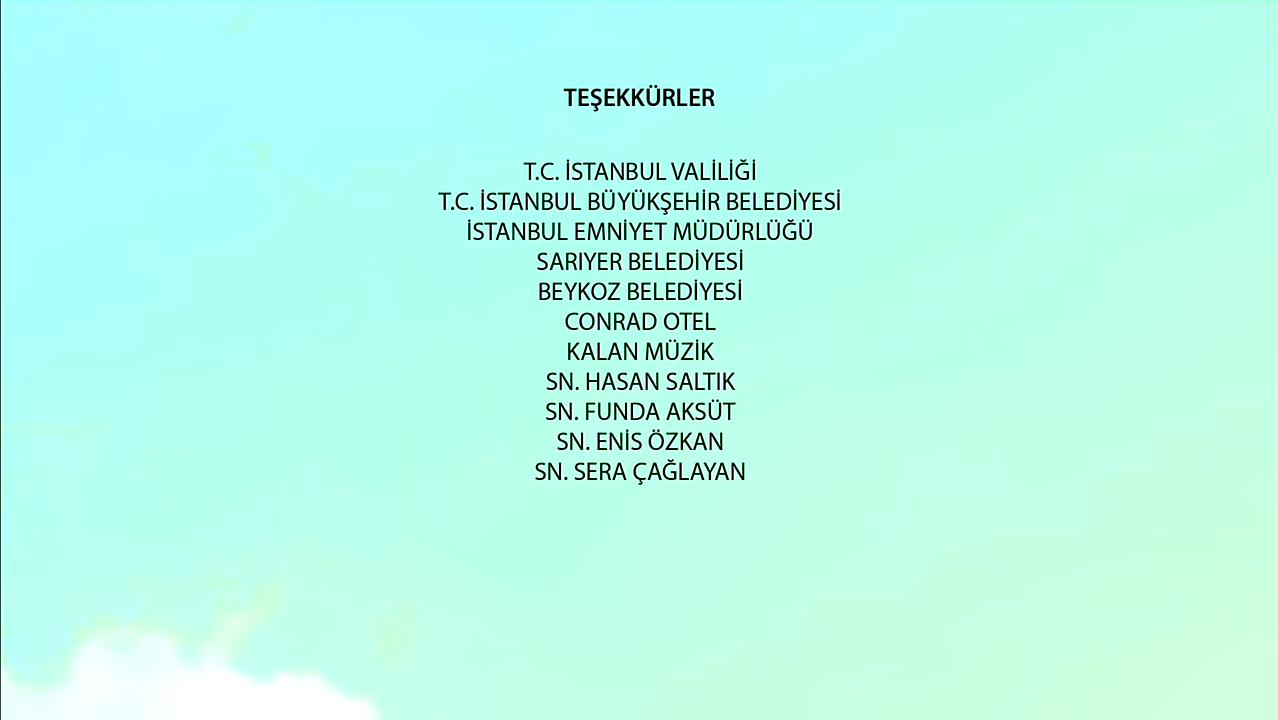 TEŞEKKÜRLER
T.C. İSTANBUL VALİLİĞİ
T.C. İSTANBUL BÜYÜKŞEHİR BELEDİYESİ
İSTANBUL EMNİYET MÜDÜRLÜĞÜ
SARIYER BELEDİYESİ
BEYKOZ BELEDİYESİ
CONRAD OTEL
KALAN MÜZİK
SN. HASAN SALTIK
SN. FUNDA AKSÜT
SN. ENİS ÖZKAN
SN. SERA ÇAĞLAYAN